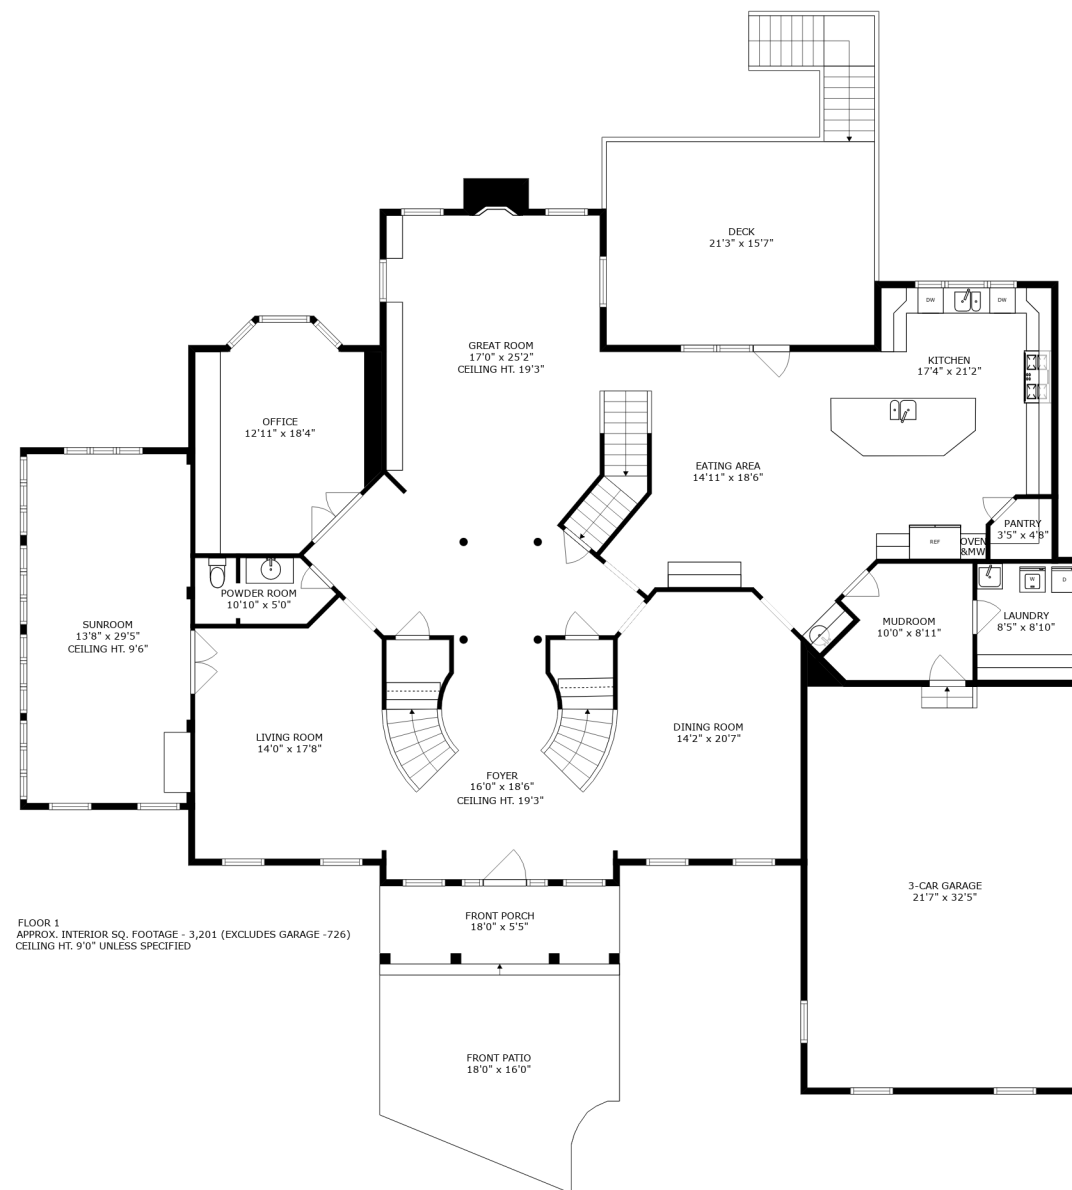 DECK
21'3" x 15'7"
DW
DW
GREAT ROOM
17'0" x 25'2"
CEILING HT. 19'3"
KITCHEN
17'4" x 21'2"
OFFICE
12'11" x 18'4"
EATING AREA
14'11" x 18'6"
PANTRY
3'5" x 4'8"
REF
OVEN
&MW
POWDER ROOM
10'10" x 5'0"
W
D
SUNROOM
13'8" x 29'5"
CEILING HT. 9'6"
MUDROOM
10'0" x 8'11"
LAUNDRY
8'5" x 8'10"
LIVING ROOM
14'0" x 17'8"
DINING ROOM
14'2" x 20'7"
FOYER
16'0" x 18'6"
CEILING HT. 19'3"
3-CAR GARAGE
21'7" x 32'5"
FRONT PORCH
18'0" x 5'5"
FLOOR 1
APPROX. INTERIOR SQ. FOOTAGE - 3,201 (EXCLUDES GARAGE -726)
CEILING HT. 9'0" UNLESS SPECIFIED
FRONT PATIO
18'0" x 16'0"